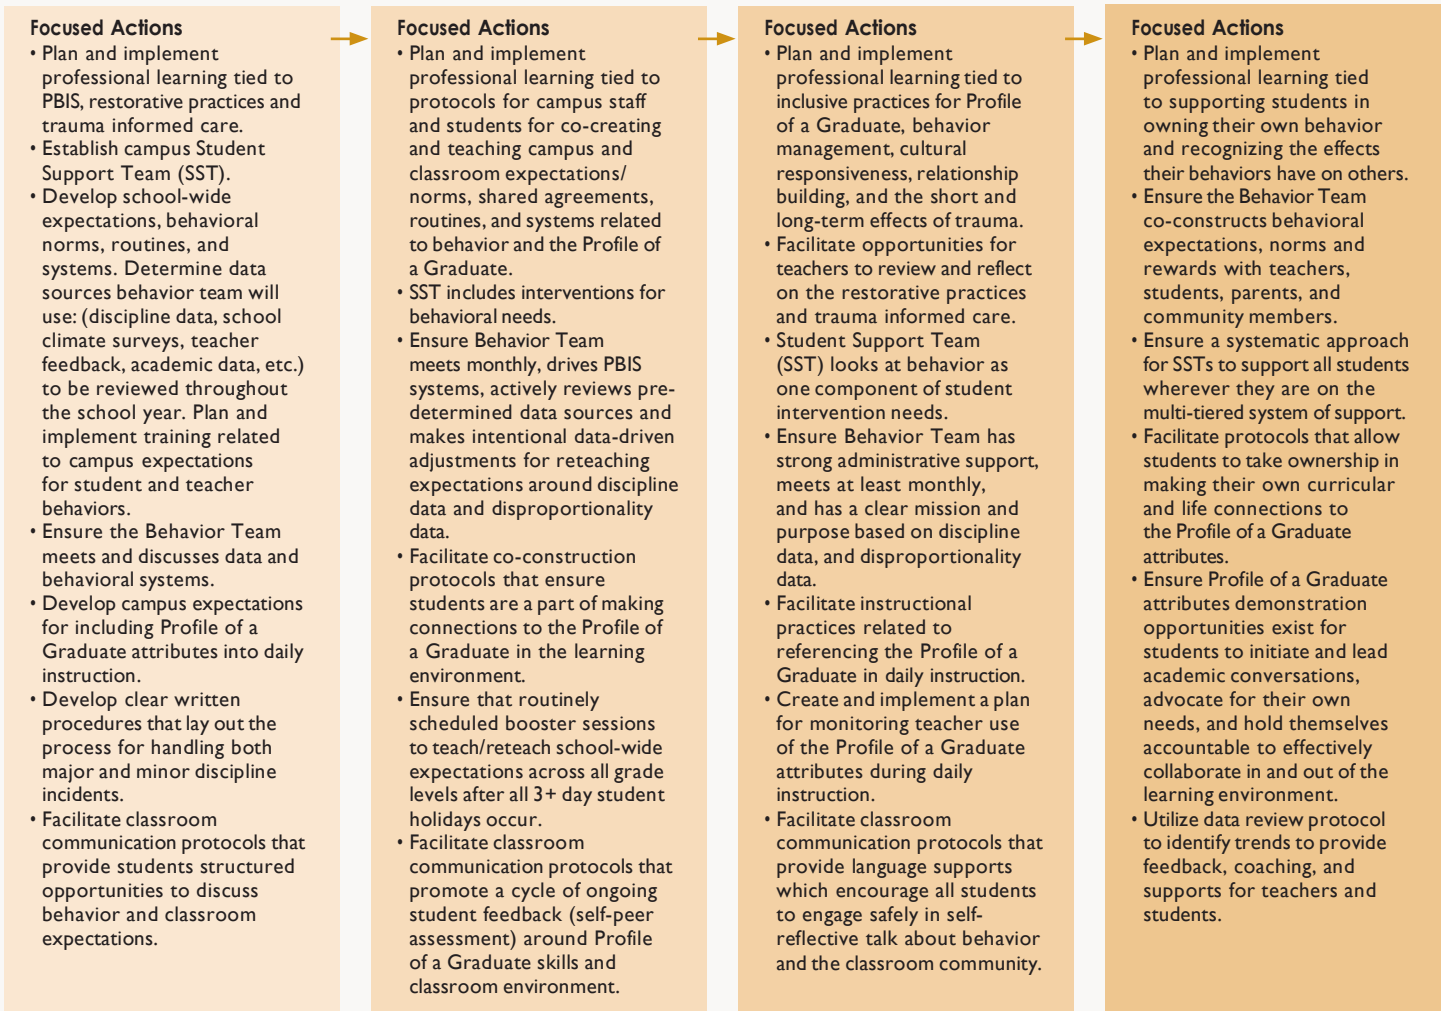 Focused Actions
• Plan and implement
professional learning tied to
PBIS, restorative practices and
trauma informed care.
• Establish campus Student
Support Team (SST).
• Develop school-wide
expectations, behavioral
norms, routines, and
systems. Determine data
sources behavior team will
use: (discipline data, school
climate surveys, teacher
feedback, academic data, etc.)
to be reviewed throughout
the school year. Plan and
implement training related
to campus expectations
for student and teacher
behaviors.
• Ensure the Behavior Team
meets and discusses data and
behavioral systems.
• Develop campus expectations
for including Profile of a
Graduate attributes into daily
instruction.
• Develop clear written
procedures that lay out the
process for handling both
major and minor discipline
incidents.
• Facilitate classroom
communication protocols that
provide students structured
opportunities to discuss
behavior and classroom
expectations.
Focused Actions
• Plan and implement
professional learning tied to
protocols for campus staff
and students for co-creating
and teaching campus and
classroom expectations/
norms, shared agreements,
routines, and systems related
to behavior and the Profile of
a Graduate.
• SST includes interventions for
behavioral needs.
• Ensure Behavior Team
meets monthly, drives PBIS
systems, actively reviews pre-
determined data sources and
makes intentional data-driven
adjustments for reteaching
expectations around discipline
data and disproportionality
data.
• Facilitate co-construction
protocols that ensure
students are a part of making
connections to the Profile of
a Graduate in the learning
environment.
• Ensure that routinely
scheduled booster sessions
to teach/reteach school-wide
expectations across all grade
levels after all 3+ day student
holidays occur.
• Facilitate classroom
communication protocols that
promote a cycle of ongoing
student feedback (self-peer
assessment) around Profile
of a Graduate skills and
classroom environment.
Focused Actions
• Plan and implement
professional learning tied to
inclusive practices for Profile
of a Graduate, behavior
management, cultural
responsiveness, relationship
building, and the short and
long-term effects of trauma.
• Facilitate opportunities for
teachers to review and reflect
on the restorative practices
and trauma informed care.
• Student Support Team
(SST) looks at behavior as
one component of student
intervention needs.
• Ensure Behavior Team has
strong administrative support,
meets at least monthly,
and has a clear mission and
purpose based on discipline
data, and disproportionality
data.
• Facilitate instructional
practices related to
referencing the Profile of a
Graduate in daily instruction.
• Create and implement a plan
for monitoring teacher use
of the Profile of a Graduate
attributes during daily
instruction.
• Facilitate classroom
communication protocols that
provide language supports
which encourage all students
to engage safely in self-
reflective talk about behavior
and the classroom community.
Focused Actions
• Plan and implement
professional learning tied
to supporting students in
owning their own behavior
and recognizing the effects
their behaviors have on others.
• Ensure the Behavior Team
co-constructs behavioral
expectations, norms and
rewards with teachers,
students, parents, and
community members.
• Ensure a systematic approach
for SSTs to support all students
wherever they are on the
multi-tiered system of support.
• Facilitate protocols that allow
students to take ownership in
making their own curricular
and life connections to
the Profile of a Graduate
attributes.
• Ensure Profile of a Graduate
attributes demonstration
opportunities exist for
students to initiate and lead
academic conversations,
advocate for their own
needs, and hold themselves
accountable to effectively
collaborate in and out of the
learning environment.
• Utilize data review protocol
to identify trends to provide
feedback, coaching, and
supports for teachers and
students.